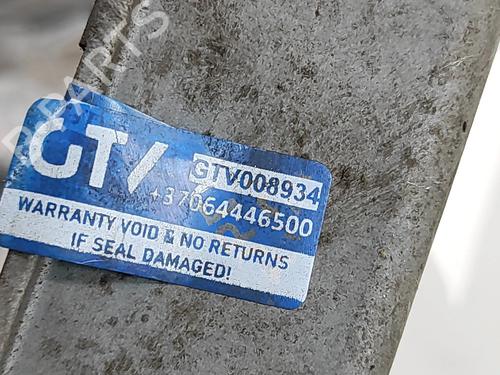 GTV GTV008934
+37064446500
WARRANTY VOID & NO RETURNS
IF SEAL DAMAGED!